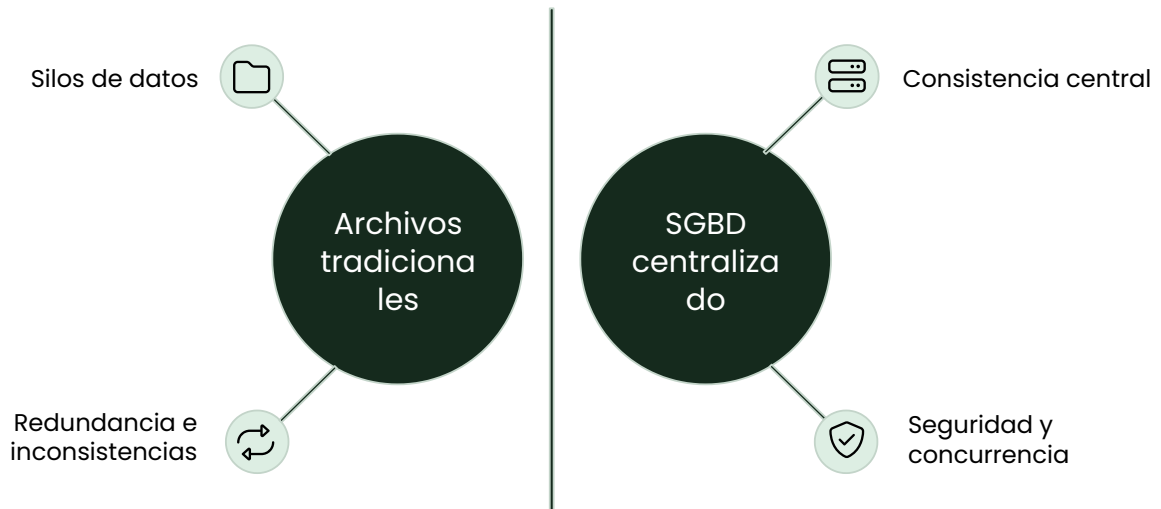 Silos de datos
Archivos
tradiciona
les
Redundancia e
inconsistencias
Consistencia central
SGBD
centraliza
do
Seguridad y
concurrencia